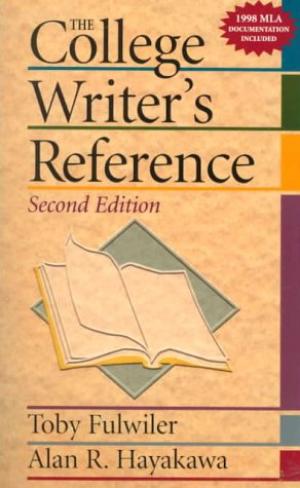 THE
College
Writer's
Reference
Second Edition
1998 MLA
DOCUMENTATION
INCLUDED
Toby Fulwiler
Alan R. Hayakawa